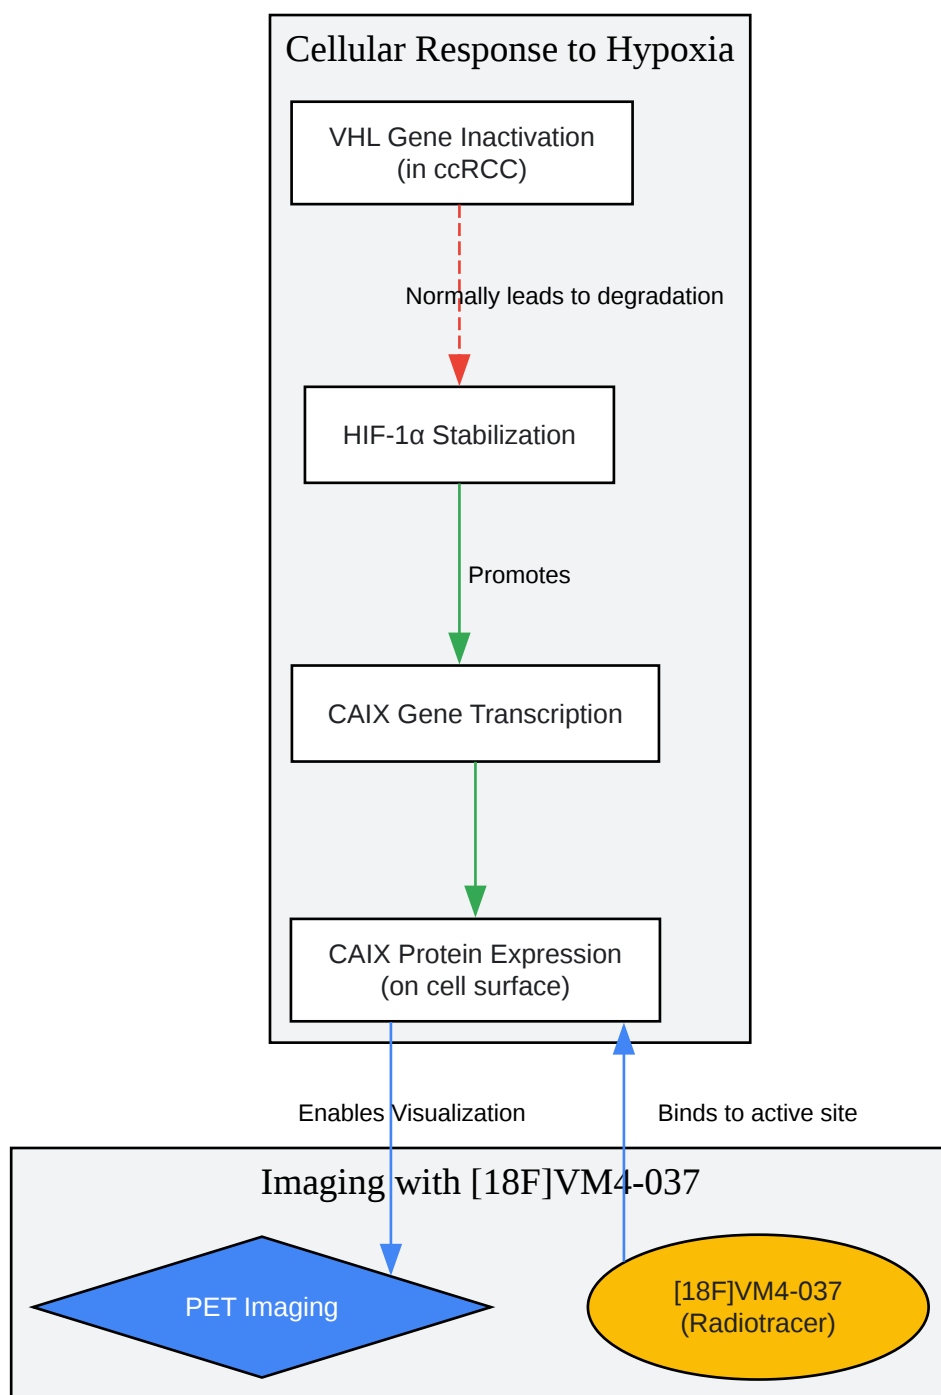 Cellular Response to Hypoxia
VHL Gene Inactivation
(in ccRCC)
Normally leads to degradation
HIF-1α Stabilization
Promotes
CAIX Gene Transcription
CAIX Protein Expression
(on cell surface)
Enables Visualization
Binds to active site
Imaging with [18F]VM4-037
PET Imaging
[18F]VM4-037
(Radiotracer)